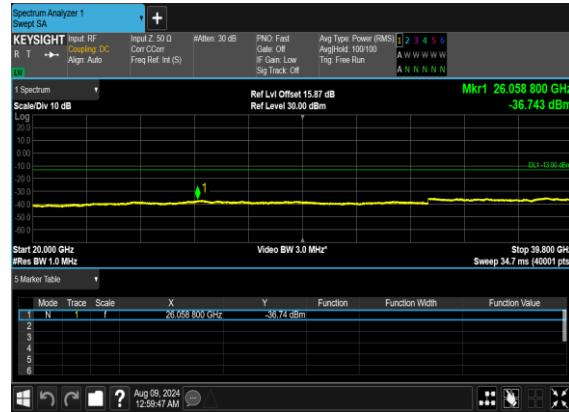 Spectrum Analyzer 1
Swept SA
+
KEYSIGHT Input: RF Input Z: 50 Ω #Atten: 30 dB PNO: Fast Avg Type: Power (RMS) 1 2 3 4 5 6
R T Coupling: DC Corr CCorr Gate: Off Avg|Hold: 100/100 A W W W W W
Align: Auto Freq Ref: Int (S) IF Gain: Low Trig: Free Run
Sig Track: Off A N N N N N
1 Spectrum Ref Lvl Offset 15.87 dB Mkr1 26.058 800 GHz
Scale/Div 10 dB Ref Level 30.00 dBm -36.743 dBm
Log
20.0
10.0
0.00
-10.0
DL1 -13.00 dBm
-20.0
-30.0
1
-40.0
-50.0
-60.0
Start 20.000 GHz Video BW 3.0 MHz* Stop 39.800 GHz
#Res BW 1.0 MHz Sweep 34.7 ms (40001 pts)
5 Marker Table
Mode Trace Scale X Y Function Function Width Function Value
1 N 1 f 26.058 800 GHz -36.74 dBm
2
3
4
5
6
? Aug 09, 2024
12:59:47 AM